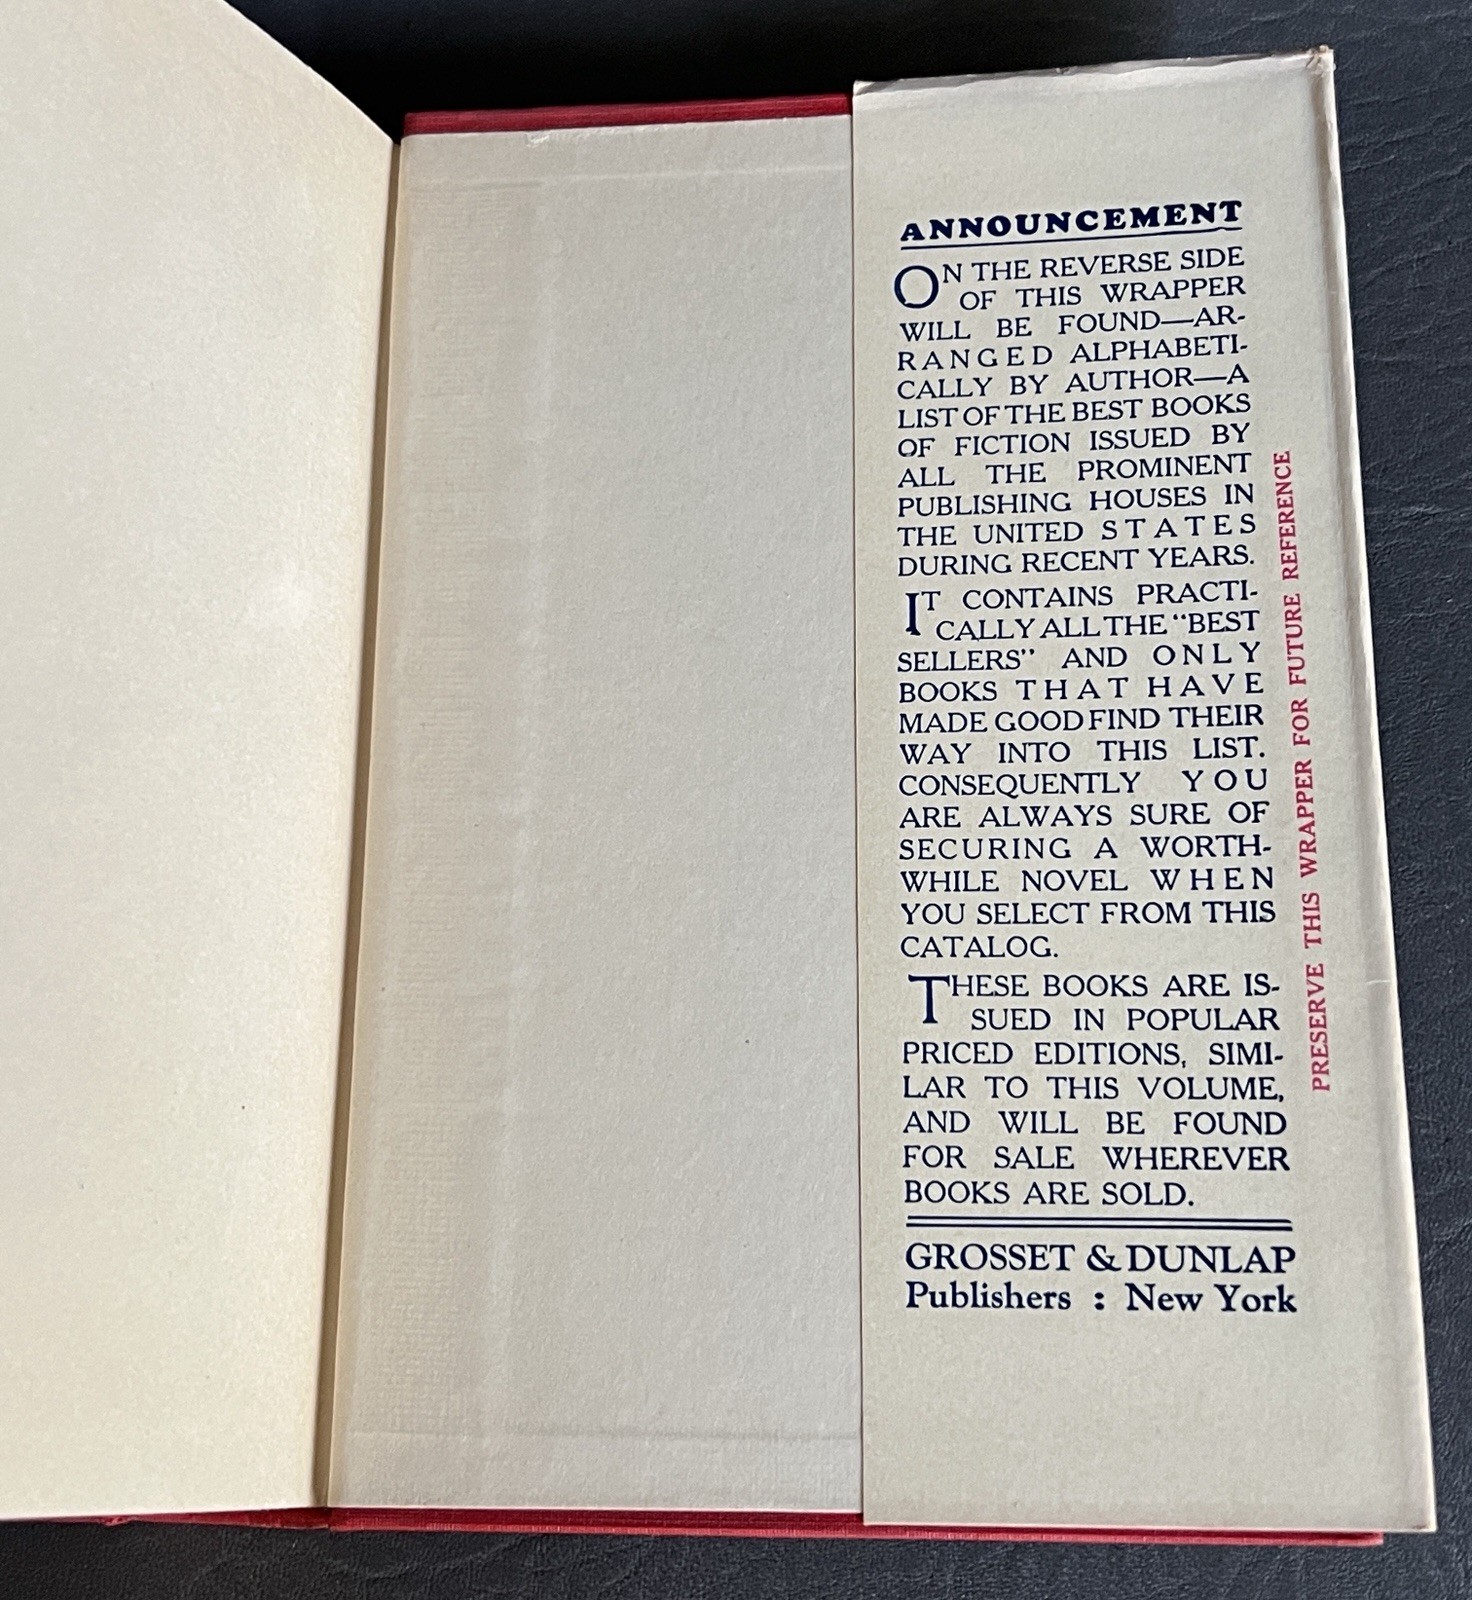 ANNOUNCEMENT
ON THE REVERSE SIDE
OF THIS WRAPPER
WILL BE FOUND—AR-
RANGED ALPHABETI-
CALLY BY AUTHOR—A
LIST OF THE BEST BOOKS
OF FICTION ISSUED BY
ALL THE PROMINENT
PUBLISHING HOUSES IN
THE UNITED STATES
DURING RECENT YEARS.
IT CONTAINS PRACTI-
CALLY ALL THE "BEST
SELLERS" AND ONLY
BOOKS THAT HAVE
MADE GOOD FIND THEIR
WAY INTO THIS LIST.
CONSEQUENTLY YOU
ARE ALWAYS SURE OF
SECURING A WORTH-
WHILE NOVEL WHEN
YOU SELECT FROM THIS
CATALOG.
THESE BOOKS ARE IS-
SUED IN POPULAR
PRICED EDITIONS, SIMI-
LAR TO THIS VOLUME,
AND WILL BE FOUND
FOR SALE WHEREVER
BOOKS ARE SOLD.
GROSSET & DUNLAP
Publishers : New York
PRESERVE THIS WRAPPER FOR FUTURE REFERENCE